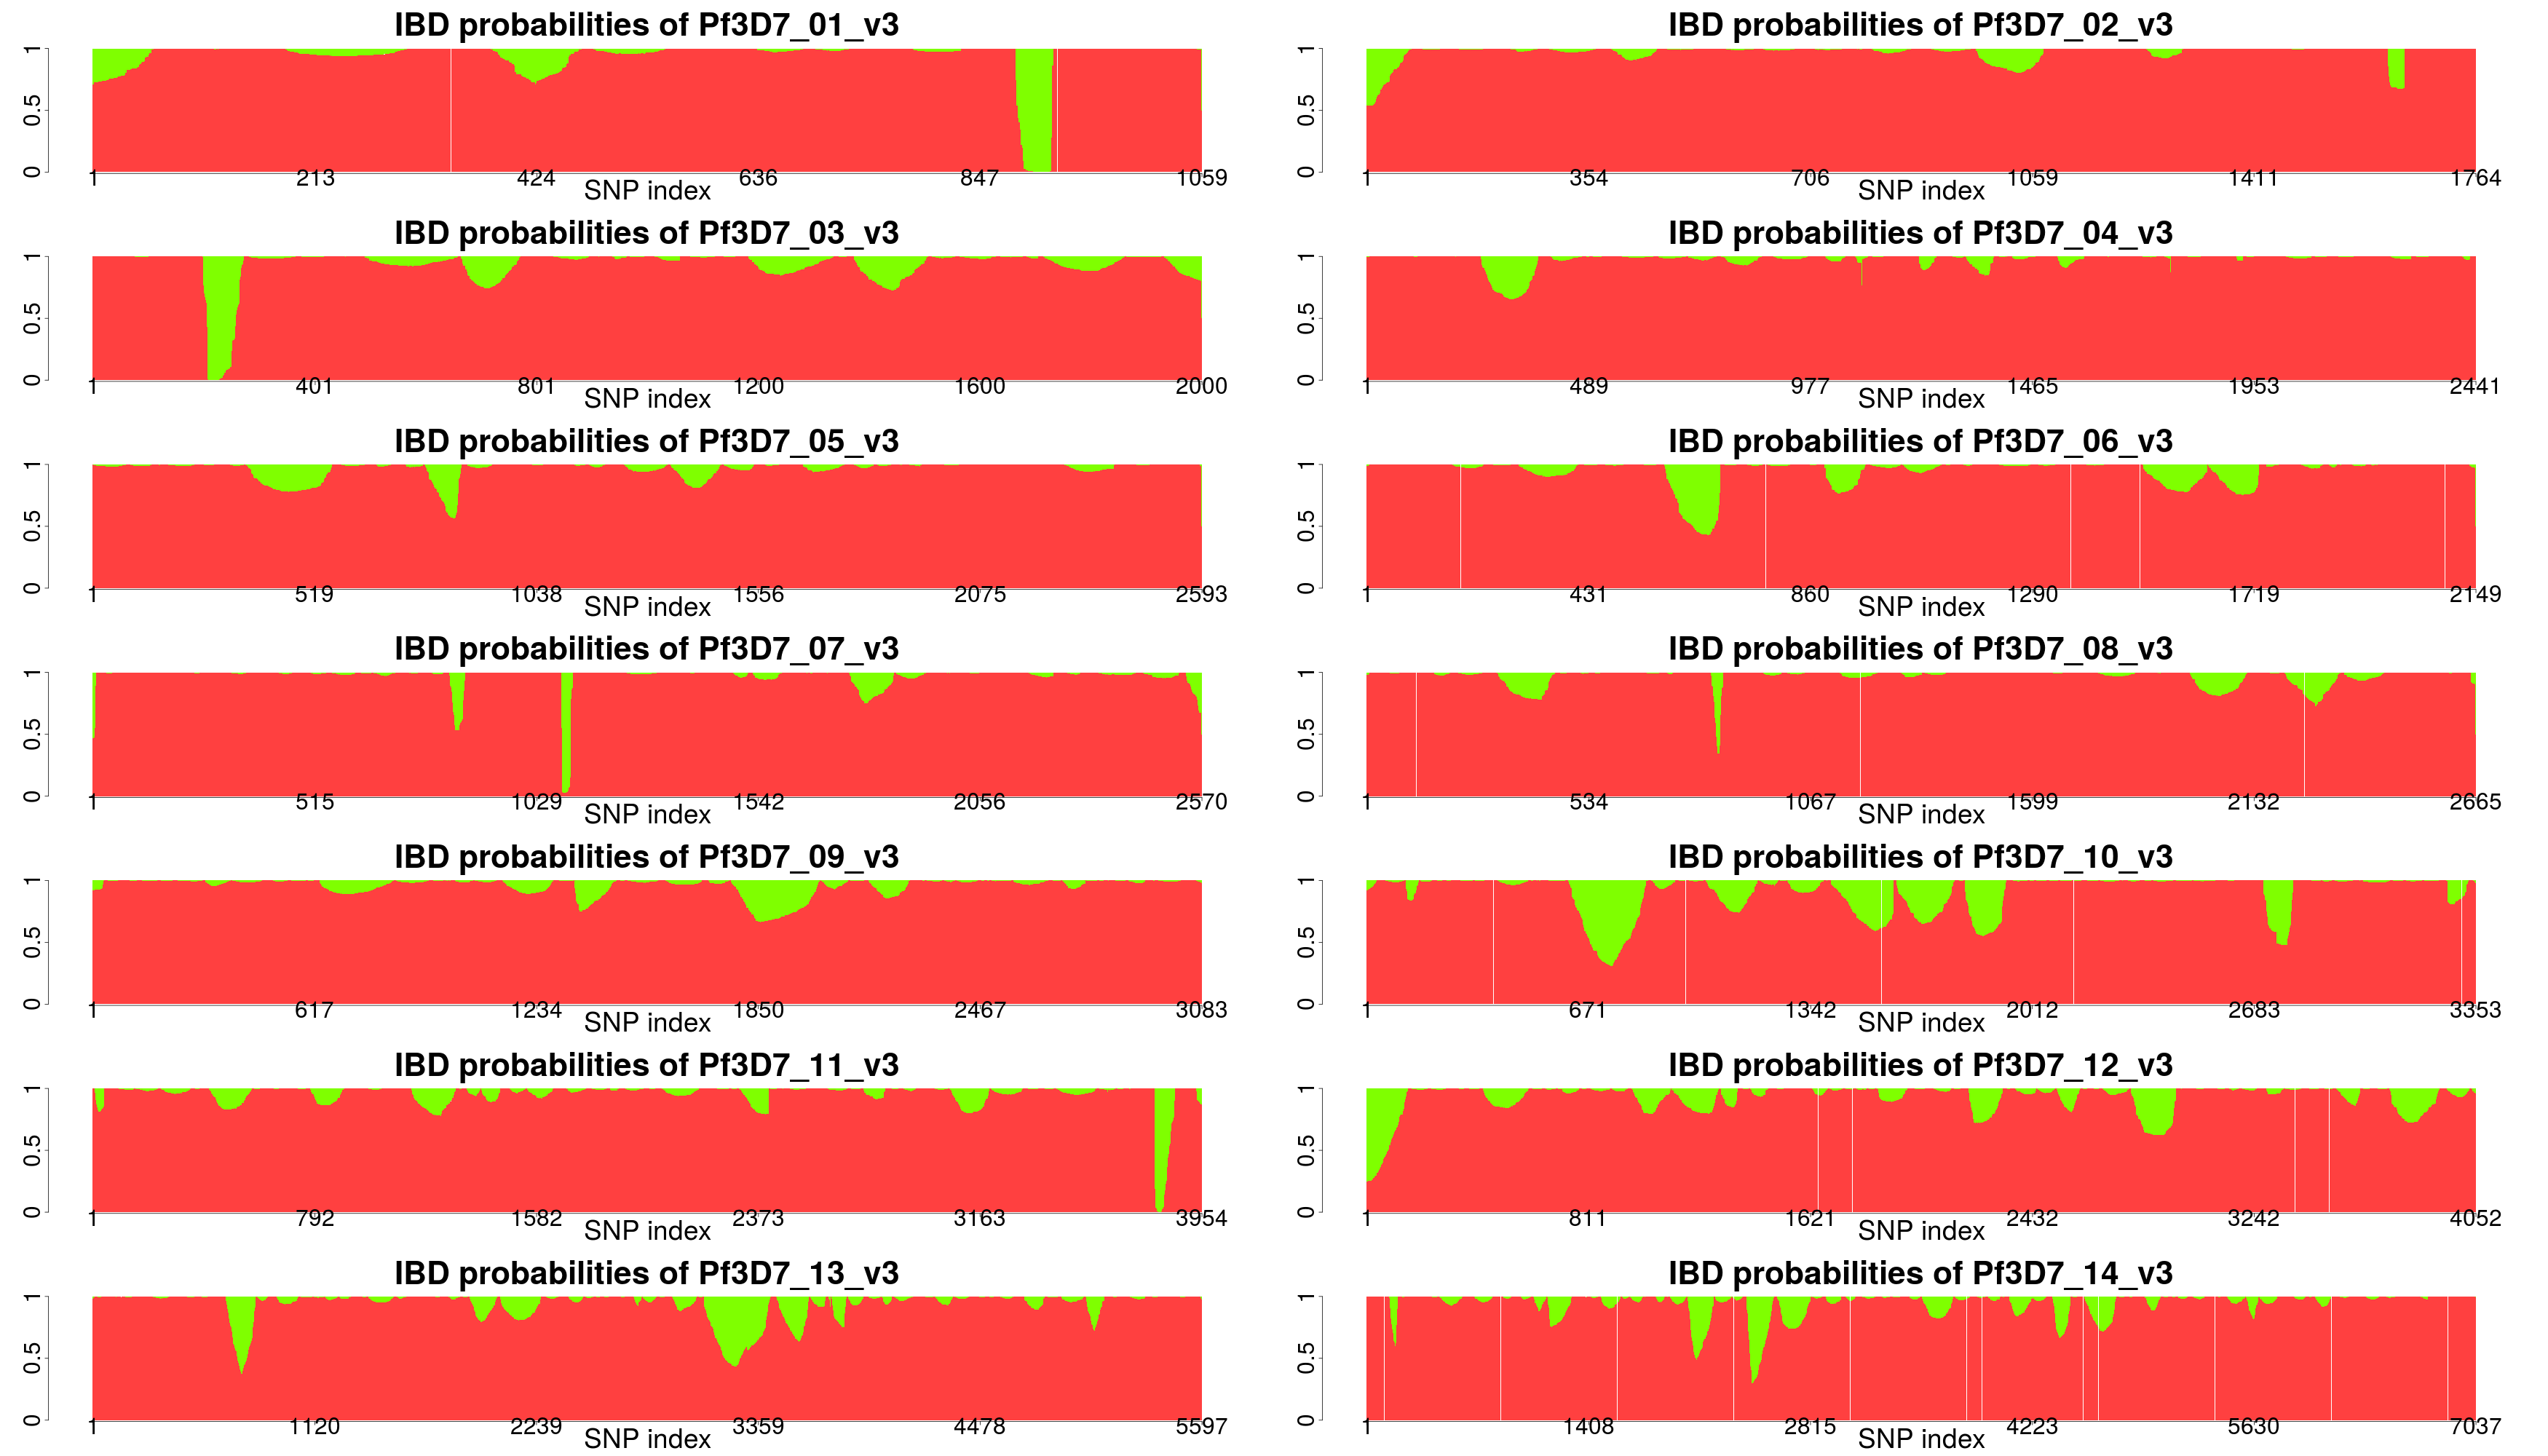 IBD probabilities of Pf3D7_01_v3
0 0.5 1
1 213 424 636 847 1059
SNP index
IBD probabilities of Pf3D7_02_v3
0 0.5 1
1 354 706 1059 1411 1764
SNP index
IBD probabilities of Pf3D7_03_v3
0 0.5 1
1 401 801 1200 1600 2000
SNP index
IBD probabilities of Pf3D7_04_v3
0 0.5 1
1 489 977 1465 1953 2441
SNP index
IBD probabilities of Pf3D7_05_v3
0 0.5 1
1 519 1038 1556 2075 2593
SNP index
IBD probabilities of Pf3D7_06_v3
0 0.5 1
1 431 860 1290 1719 2149
SNP index
IBD probabilities of Pf3D7_07_v3
0 0.5 1
1 515 1029 1542 2056 2570
SNP index
IBD probabilities of Pf3D7_08_v3
0 0.5 1
1 534 1067 1599 2132 2665
SNP index
IBD probabilities of Pf3D7_09_v3
0 0.5 1
1 617 1234 1850 2467 3083
SNP index
IBD probabilities of Pf3D7_10_v3
0 0.5 1
1 671 1342 2012 2683 3353
SNP index
IBD probabilities of Pf3D7_11_v3
0 0.5 1
1 792 1582 2373 3163 3954
SNP index
IBD probabilities of Pf3D7_12_v3
0 0.5 1
1 811 1621 2432 3242 4052
SNP index
IBD probabilities of Pf3D7_13_v3
0 0.5 1
1 1120 2239 3359 4478 5597
SNP index
IBD probabilities of Pf3D7_14_v3
0 0.5 1
1 1408 2815 4223 5630 7037
SNP index